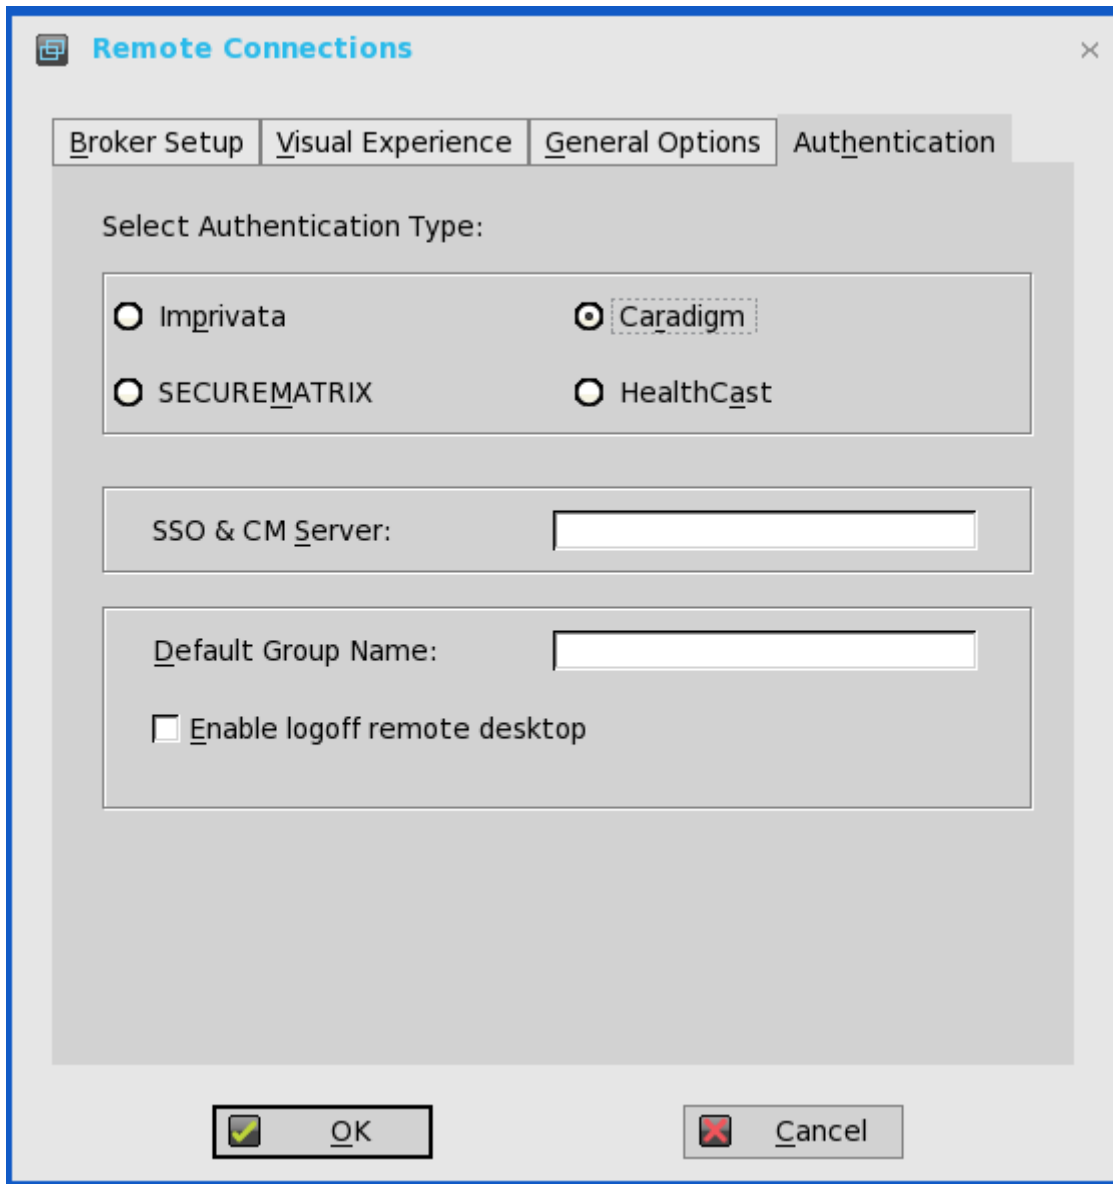 Remote Connections
Broker Setup Visual Experience General Options Authentication
Select Authentication Type:
Imprivata Caradigm
SECUREMATRIX HealthCast
SSO & CM Server:
Default Group Name:
Enable logoff remote desktop
OK Cancel